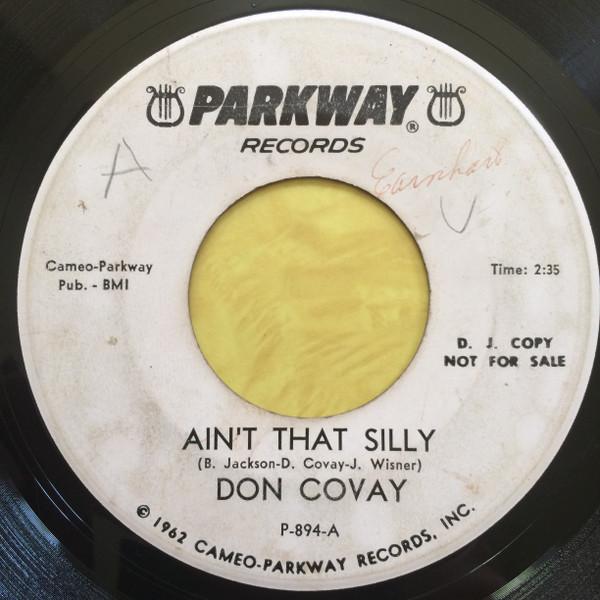 PARKWAY®
RECORDS
A
Earnhart
V
Cameo-Parkway
Pub. - BMI
Time: 2:35
D. J. COPY
NOT FOR SALE
AIN'T THAT SILLY
(B. Jackson-D. Covay-J. Wisner)
DON COVAY
P-894-A
© 1962 CAMEO-PARKWAY RECORDS, INC.